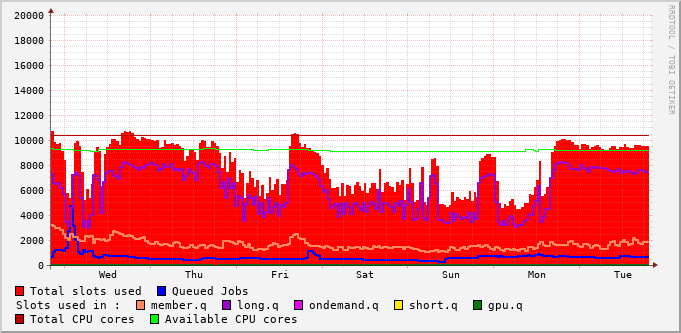 20000
18000
16000
14000
12000
10000
8000
6000
4000
2000
0
Wed Thu Fri Sat Sun Mon Tue
RRDTOOL / TOBI OETIKER
Total slots used Queued Jobs
Slots used in : member.q long.q ondemand.q short.q gpu.q
Total CPU cores Available CPU cores